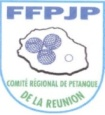 FFPJP
COMITÉ RÉGIONAL DE PETANQUE
DE LA REUNION